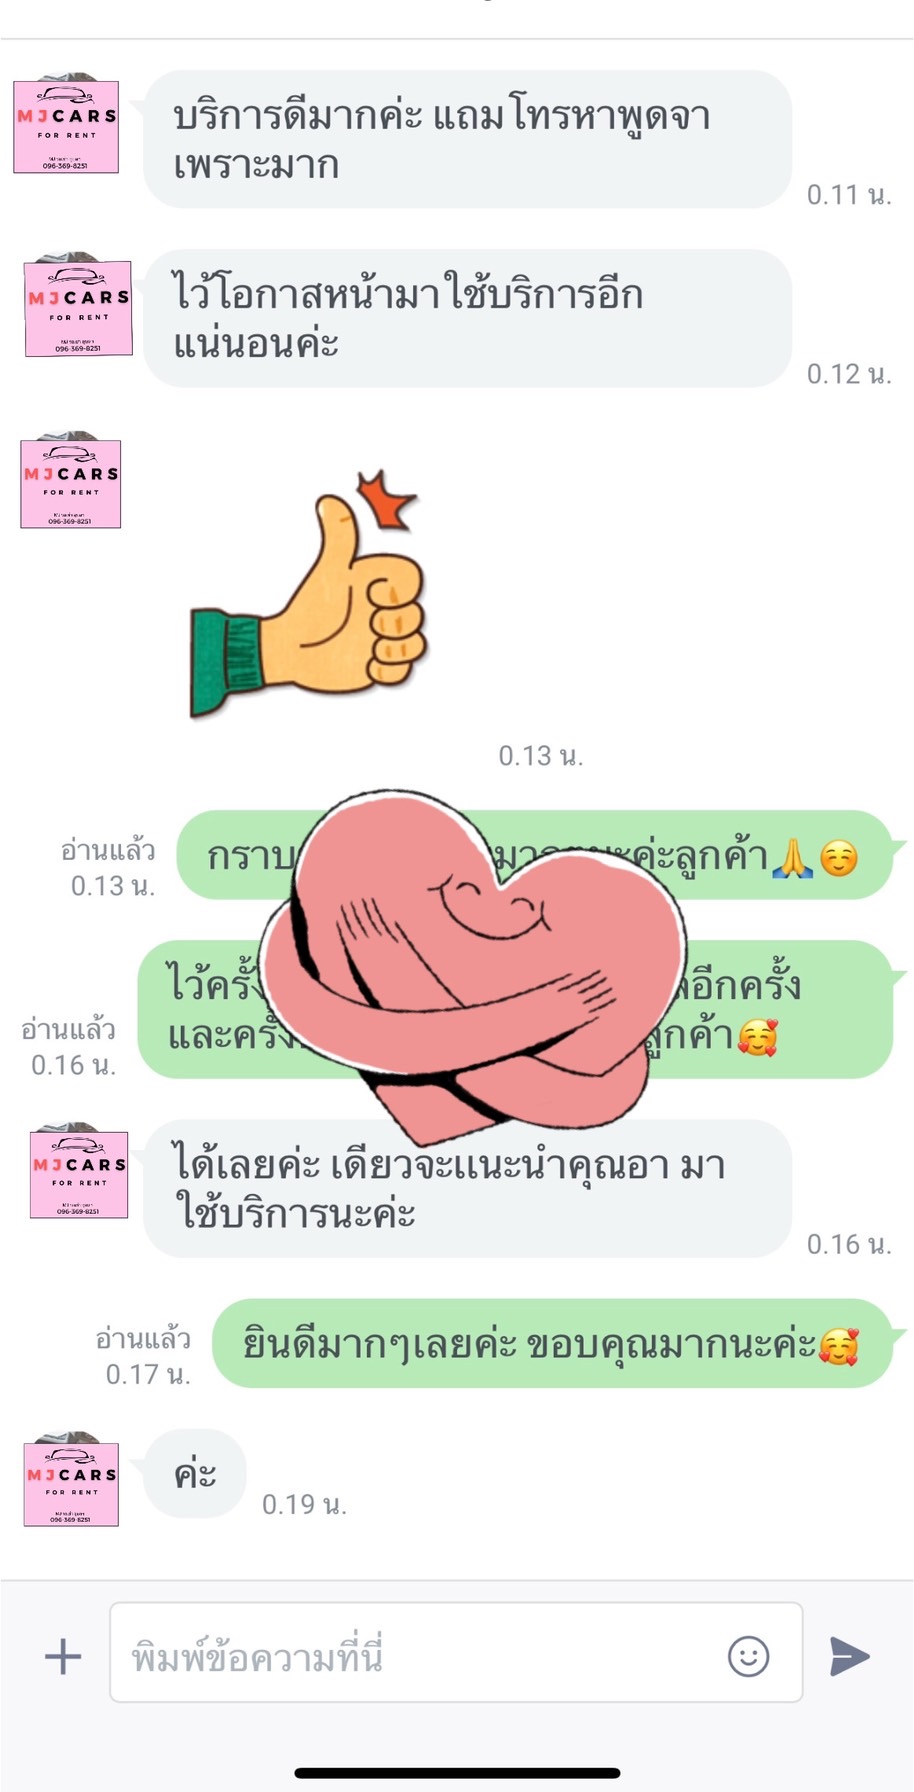 MJCARS
FOR RENT
096-369-8251
บริการดีมากค่ะ แถมโทรหาพูดจา
เพราะมาก
0.11 น.
MJCARS
FOR RENT
096-369-8251
ไว้โอกาสหน้ามาใช้บริการอีก
แน่นอนค่ะ
0.12 น.
MJCARS
FOR RENT
096-369-8251
0.13 น.
อ่านแล้ว
0.13 น.
กราบ ค่ะลูกค้า🙏☺️
อ่านแล้ว
0.16 น.
ไว้ครั้ง อีกครั้ง
และครั้ง ลูกค้า🥰
MJCARS
FOR RENT
096-369-8251
ได้เลยค่ะ เดียวจะแนะนำคุณอา มา
ใช้บริการนะค่ะ
0.16 น.
อ่านแล้ว
0.17 น.
ยินดีมากๆเลยค่ะ ขอบคุณมากนะค่ะ🥰
MJCARS
FOR RENT
096-369-8251
ค่ะ
0.19 น.
พิมพ์ข้อความที่นี่